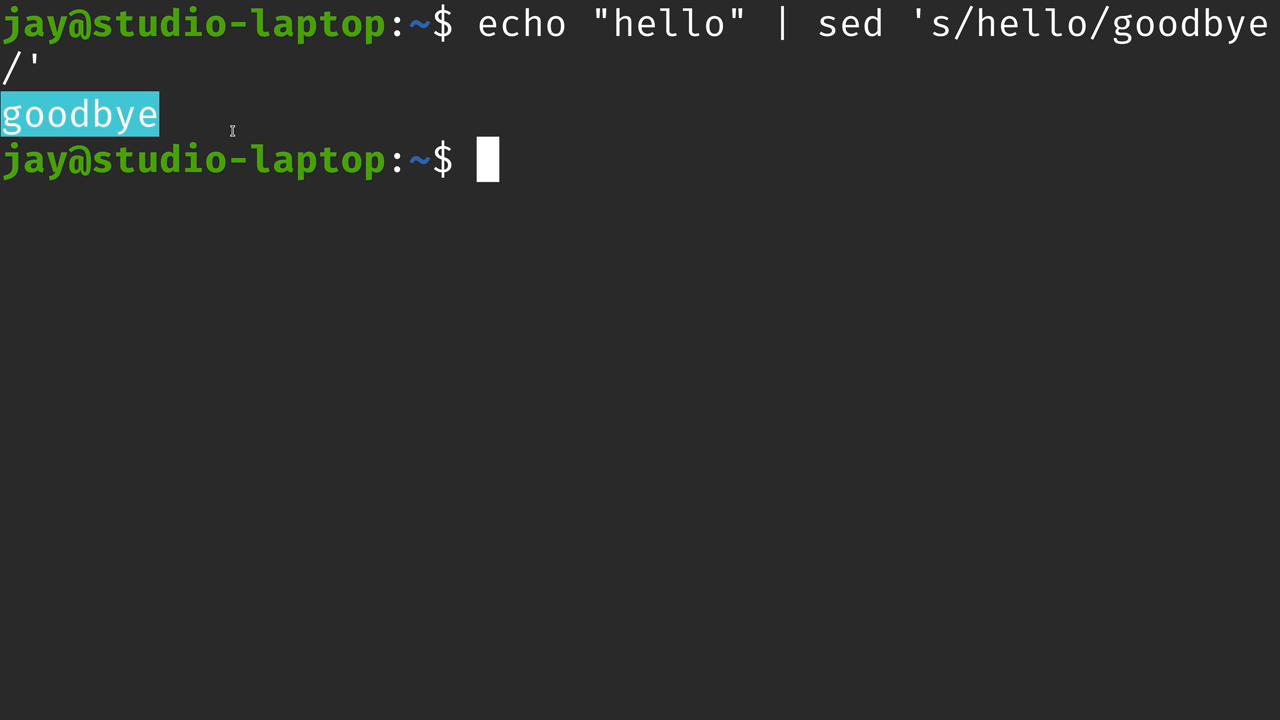 jay@studio-laptop:~$ echo "hello" | sed 's/hello/goodbye
/'
goodbye
jay@studio-laptop:~$